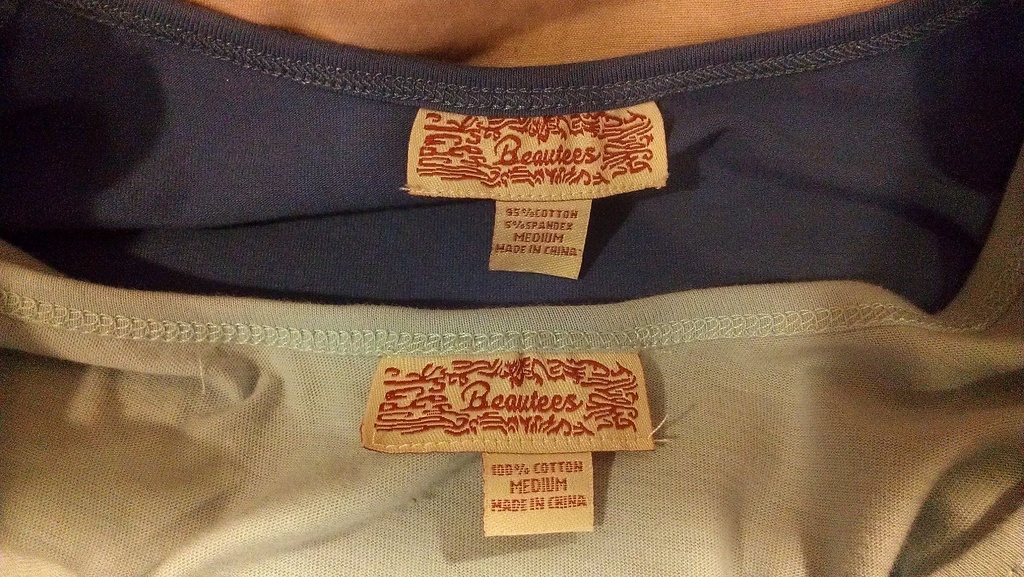 Beautees
95% COTTON
5% SPANDEX
MEDIUM
MADE IN CHINA
Beautees
100% COTTON
MEDIUM
MADE IN CHINA